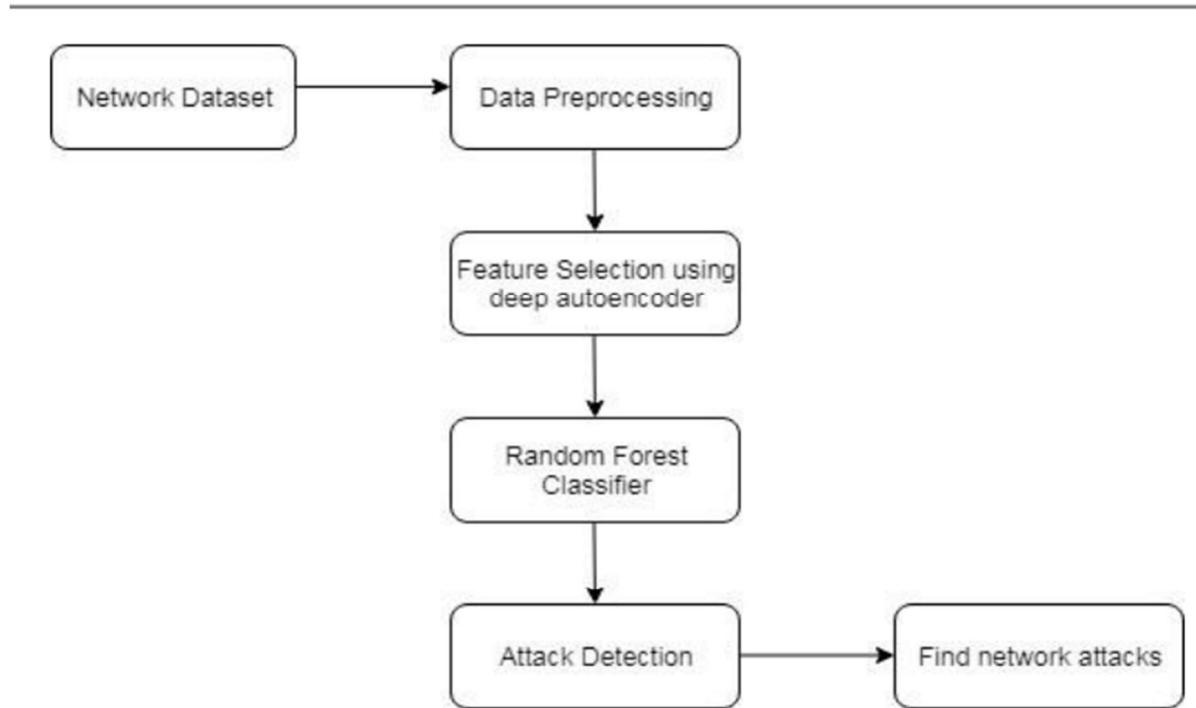 Network Dataset
Data Preprocessing
Feature Selection using
deep autoencoder
Random Forest
Classifier
Attack Detection
Find network attacks